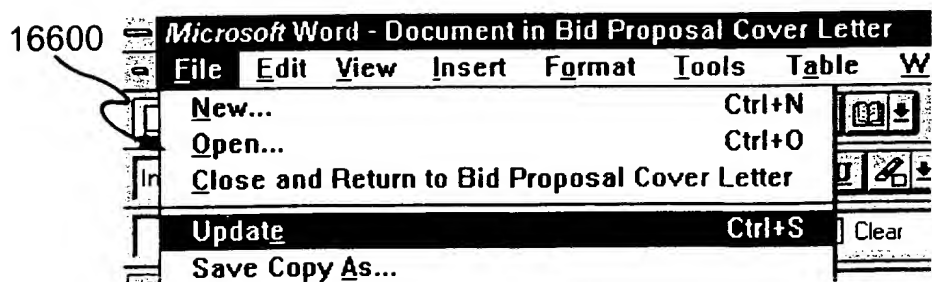 16600
Microsoft Word - Document in Bid Proposal Cover Letter
File Edit View Insert Format Tools Table W
New... Ctrl+N
Open... Ctrl+O
In
Close and Return to Bid Proposal Cover Letter
Update Ctrl+S Clear
Save Copy As...